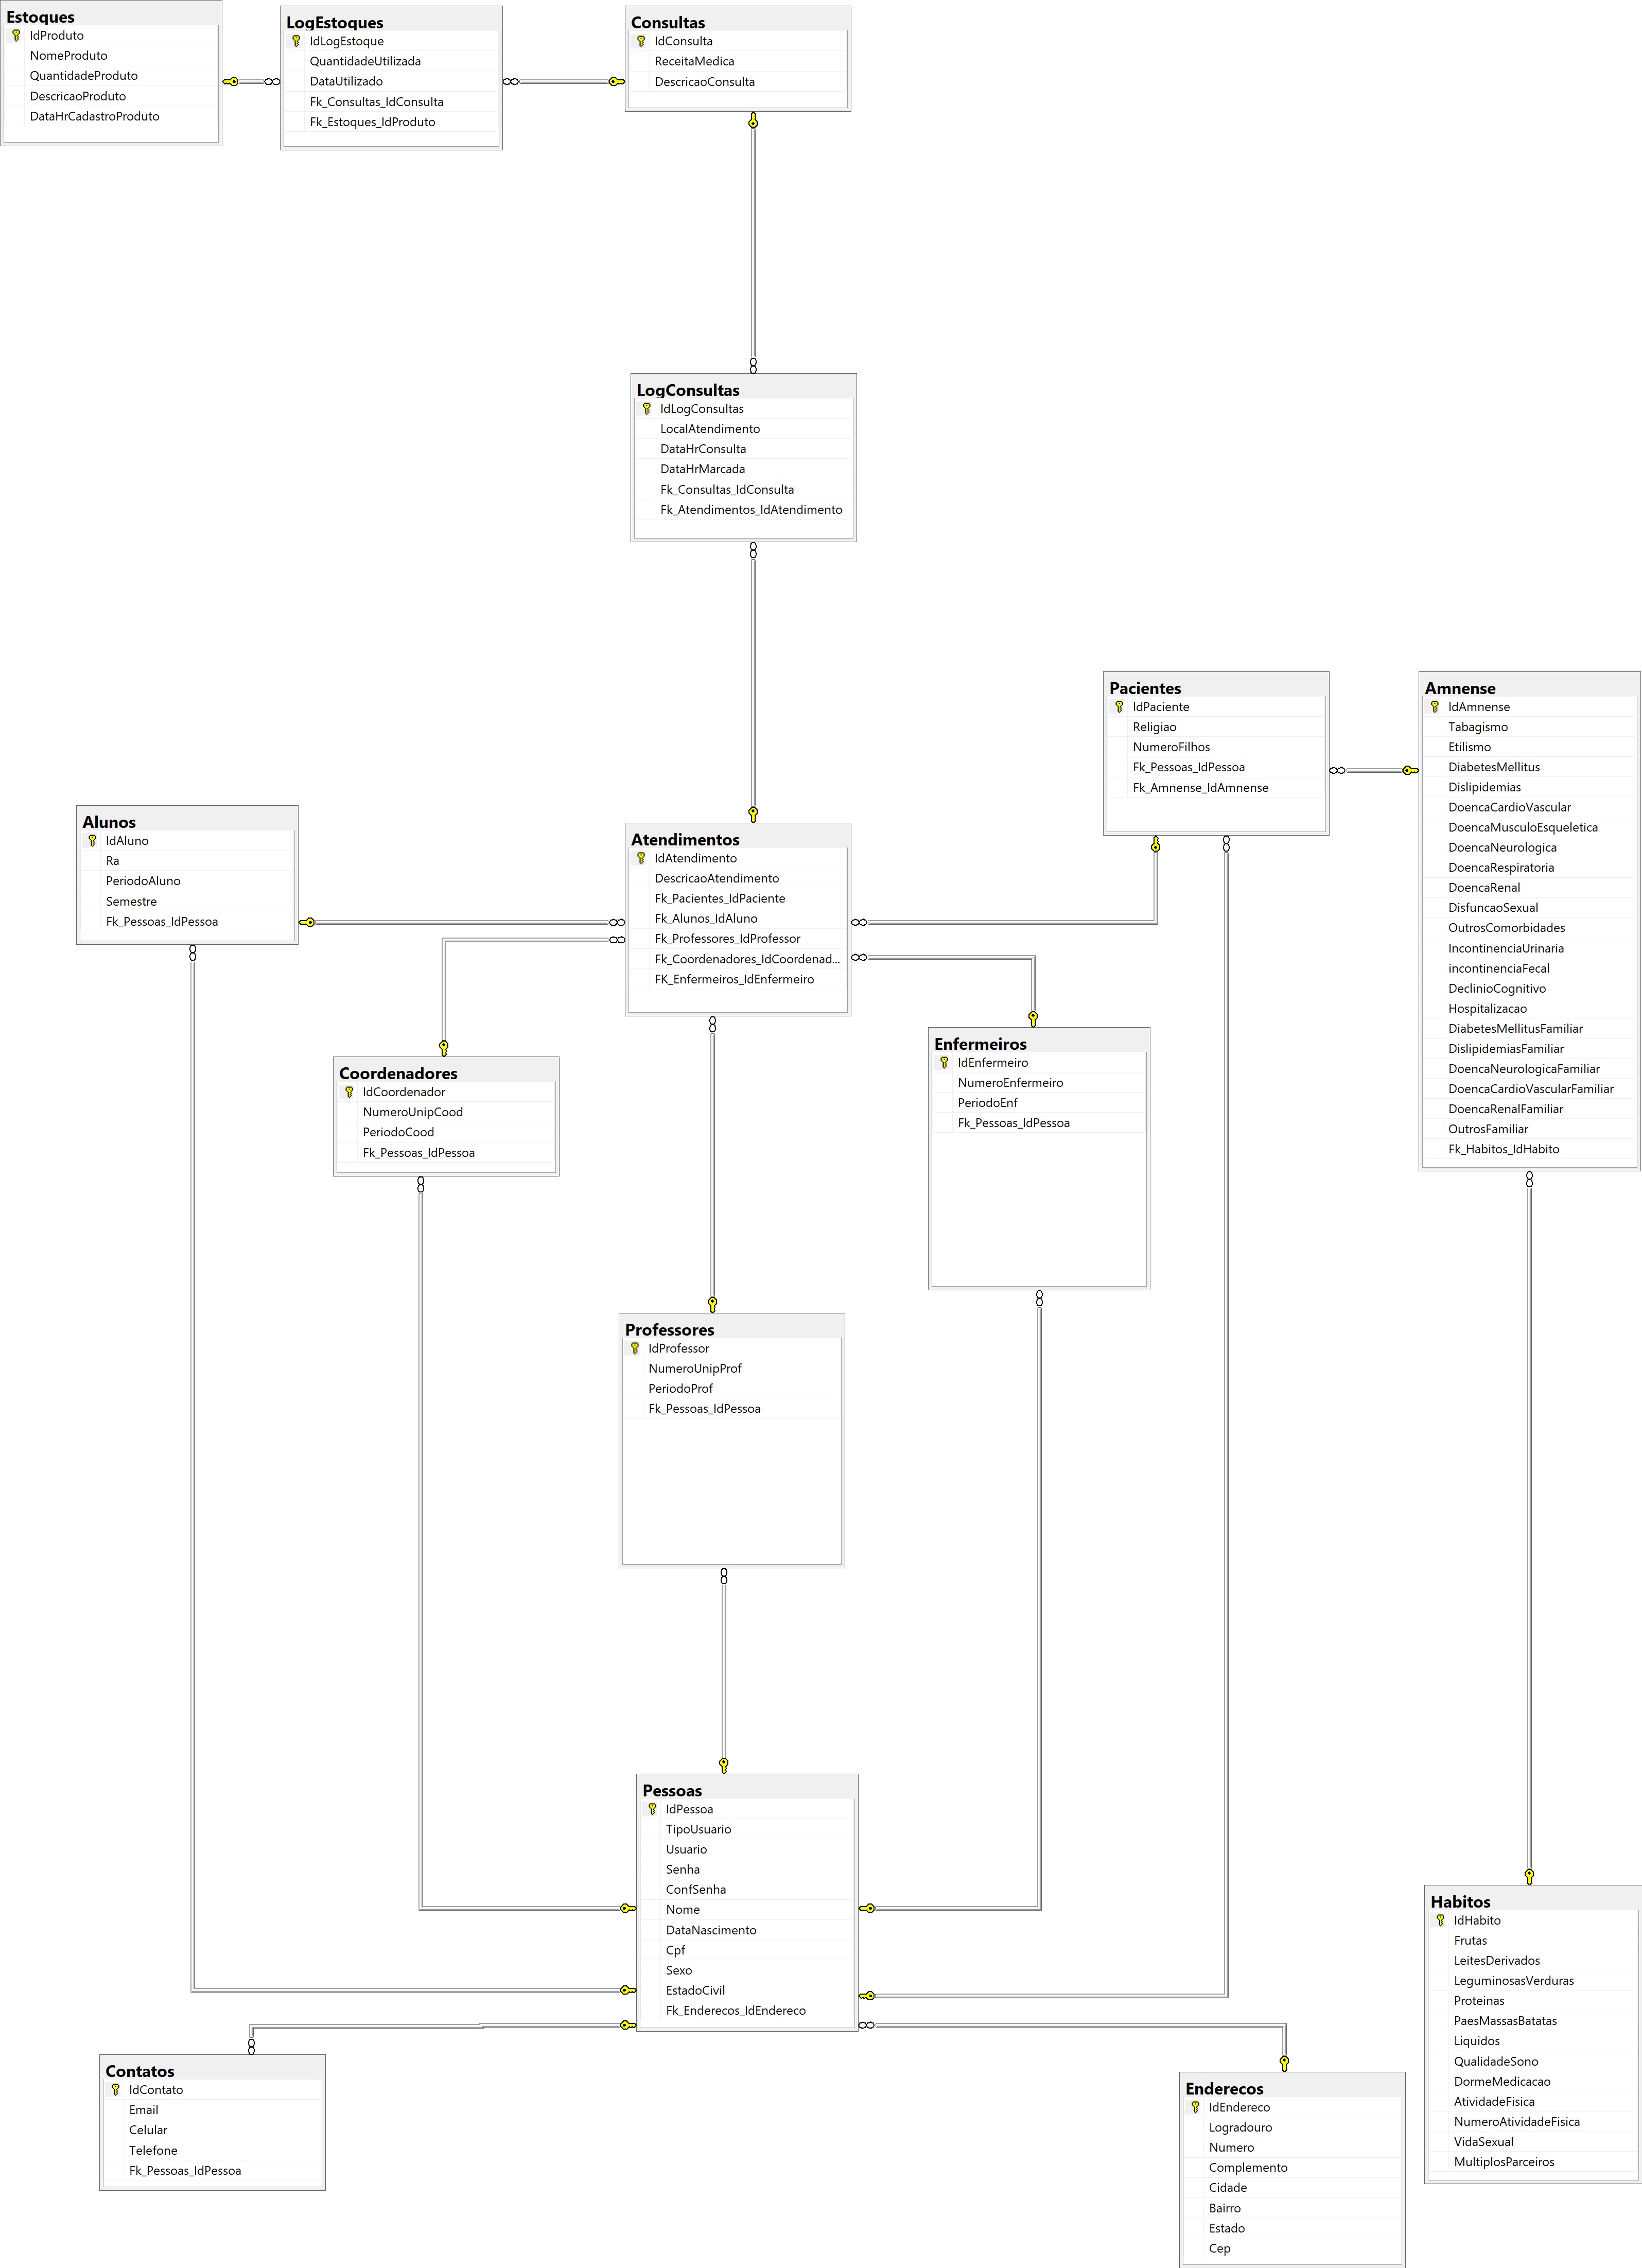 Estoques
IdProduto
NomeProduto
QuantidadeProduto
DescricaoProduto
DataHrCadastroProduto
LogEstoques
IdLogEstoque
QuantidadeUtilizada
DataUtilizado
Fk_Consultas_IdConsulta
Fk_Estoques_IdProduto
Consultas
IdConsulta
ReceitaMedica
DescricaoConsulta
LogConsultas
IdLogConsultas
LocalAtendimento
DataHrConsulta
DataHrMarcada
Fk_Consultas_IdConsulta
Fk_Atendimentos_IdAtendimento
Pacientes
IdPaciente
Religiao
NumeroFilhos
Fk_Pessoas_IdPessoa
Fk_Amnense_IdAmnense
Amnense
IdAmnense
Tabagismo
Etilismo
DiabetesMellitus
Dislipidemias
DoencaCardioVascular
DoencaMusculoEsqueletica
DoencaNeurologica
DoencaRespiratoria
DoencaRenal
DisfuncaoSexual
OutrosComorbidades
IncontinenciaUrinaria
incontinenciaFecal
DeclinioCognitivo
Hospitalizacao
DiabetesMellitusFamiliar
DislipidemiasFamiliar
DoencaNeurologicaFamiliar
DoencaCardioVascularFamiliar
DoencaRenalFamiliar
OutrosFamiliar
Fk_Habitos_IdHabito
Alunos
IdAluno
Ra
PeriodoAluno
Semestre
Fk_Pessoas_IdPessoa
Atendimentos
IdAtendimento
DescricaoAtendimento
Fk_Pacientes_IdPaciente
Fk_Alunos_IdAluno
Fk_Professores_IdProfessor
Fk_Coordenadores_IdCoordenad...
FK_Enfermeiros_IdEnfermeiro
Coordenadores
IdCoordenador
NumeroUnipCood
PeriodoCood
Fk_Pessoas_IdPessoa
Enfermeiros
IdEnfermeiro
NumeroEnfermeiro
PeriodoEnf
Fk_Pessoas_IdPessoa
Professores
IdProfessor
NumeroUnipProf
PeriodoProf
Fk_Pessoas_IdPessoa
Pessoas
IdPessoa
TipoUsuario
Usuario
Senha
ConfSenha
Nome
DataNascimento
Cpf
Sexo
EstadoCivil
Fk_Enderecos_IdEndereco
Habitos
IdHabito
Frutas
LeitesDerivados
LeguminosasVerduras
Proteinas
PaesMassasBatatas
Liquidos
QualidadeSono
DormeMedicacao
AtividadeFisica
NumeroAtividadeFisica
VidaSexual
MultiplosParceiros
Contatos
IdContato
Email
Celular
Telefone
Fk_Pessoas_IdPessoa
Enderecos
IdEndereco
Logradouro
Numero
Complemento
Cidade
Bairro
Estado
Cep